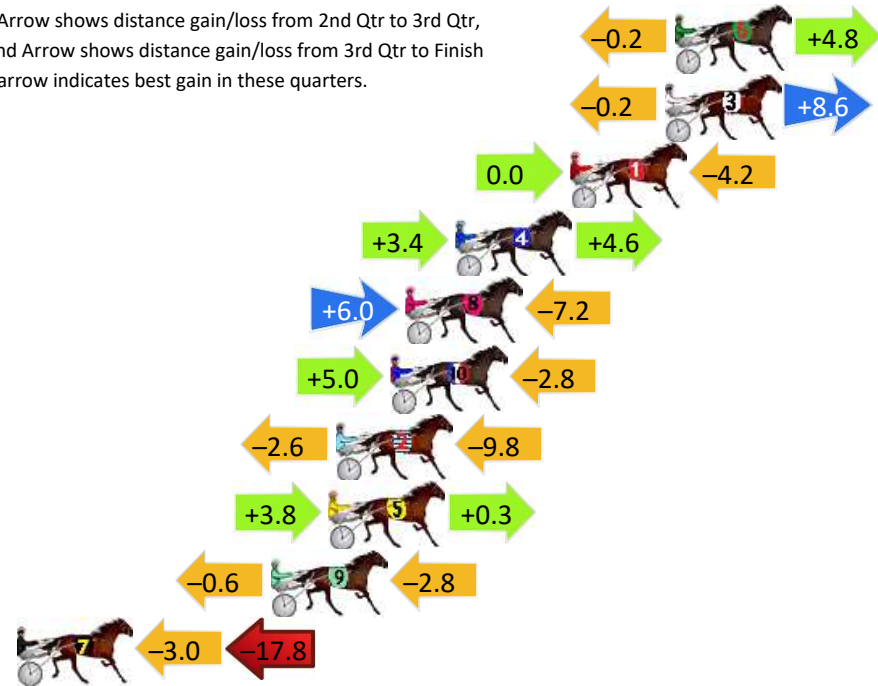 Arrow shows distance gain/loss from 2nd Qtr to 3rd Qtr,
nd Arrow shows distance gain/loss from 3rd Qtr to Finish
arrow indicates best gain in these quarters.
–0.2 6 +4.8
–0.2 3 +8.6
0.0 1 –4.2
+3.4 4 +4.6
+6.0 8 –7.2
+5.0 10 –2.8
–2.6 2 –9.8
+3.8 5 +0.3
–0.6 9 –2.8
7 –3.0 –17.8